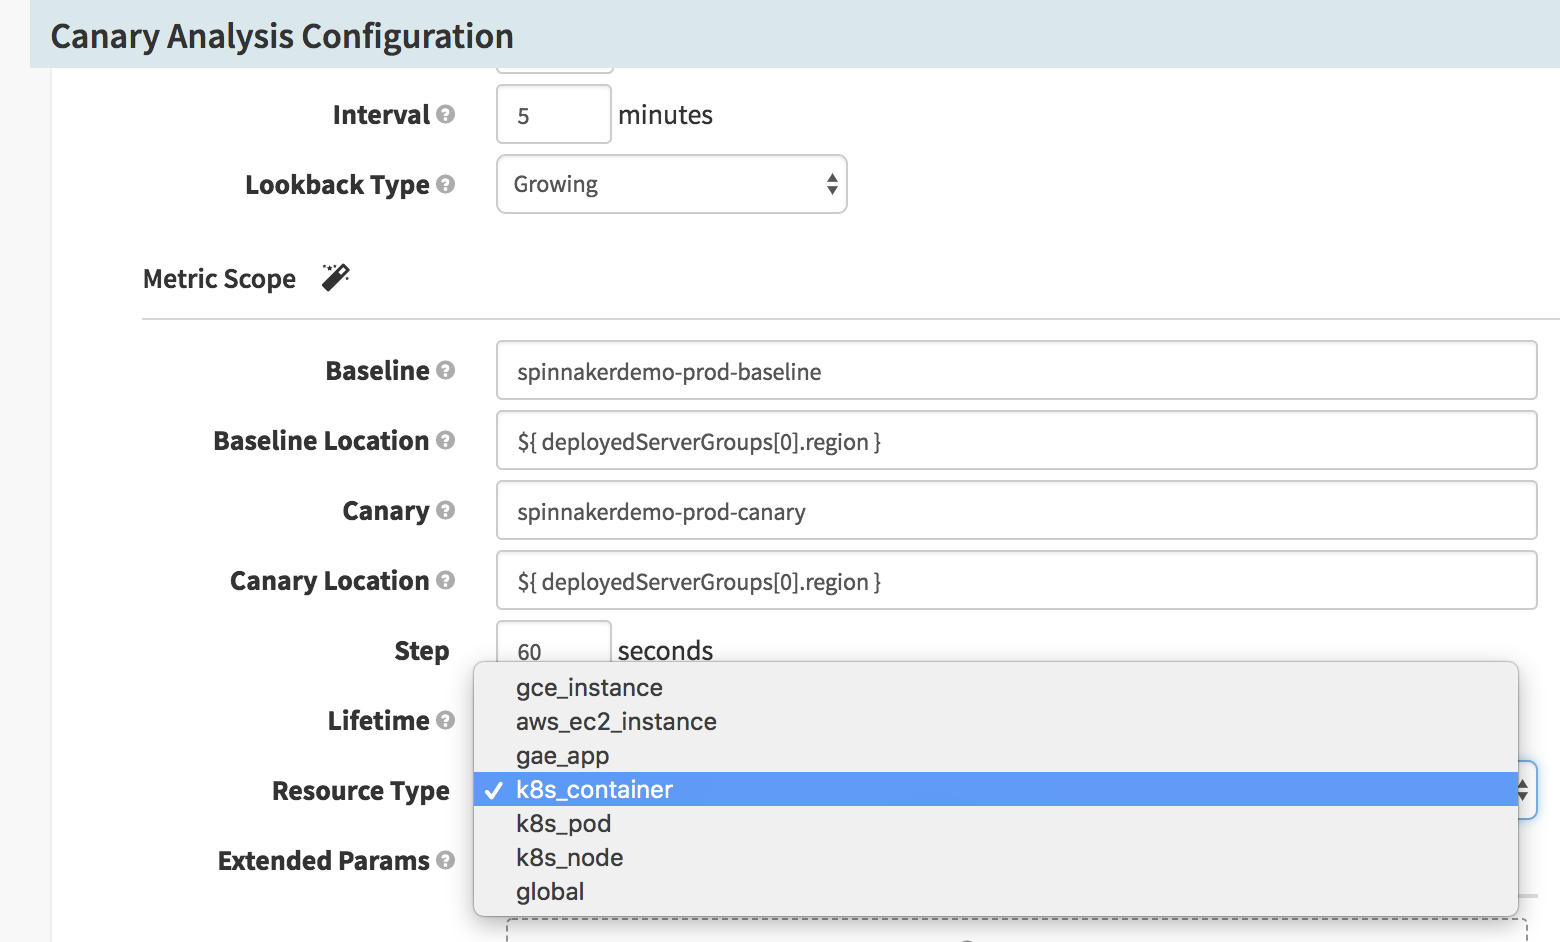 Canary Analysis Configuration
Interval 5 minutes
Lookback Type Growing
Metric Scope
Baseline spinnakerdemo-prod-baseline
Baseline Location ${ deployedServerGroups[0].region }
Canary spinnakerdemo-prod-canary
Canary Location ${ deployedServerGroups[0].region }
Step 60 seconds
gce_instance
Lifetime aws_ec2_instance
gae_app
Resource Type k8s_container
k8s_pod
Extended Params k8s_node
global